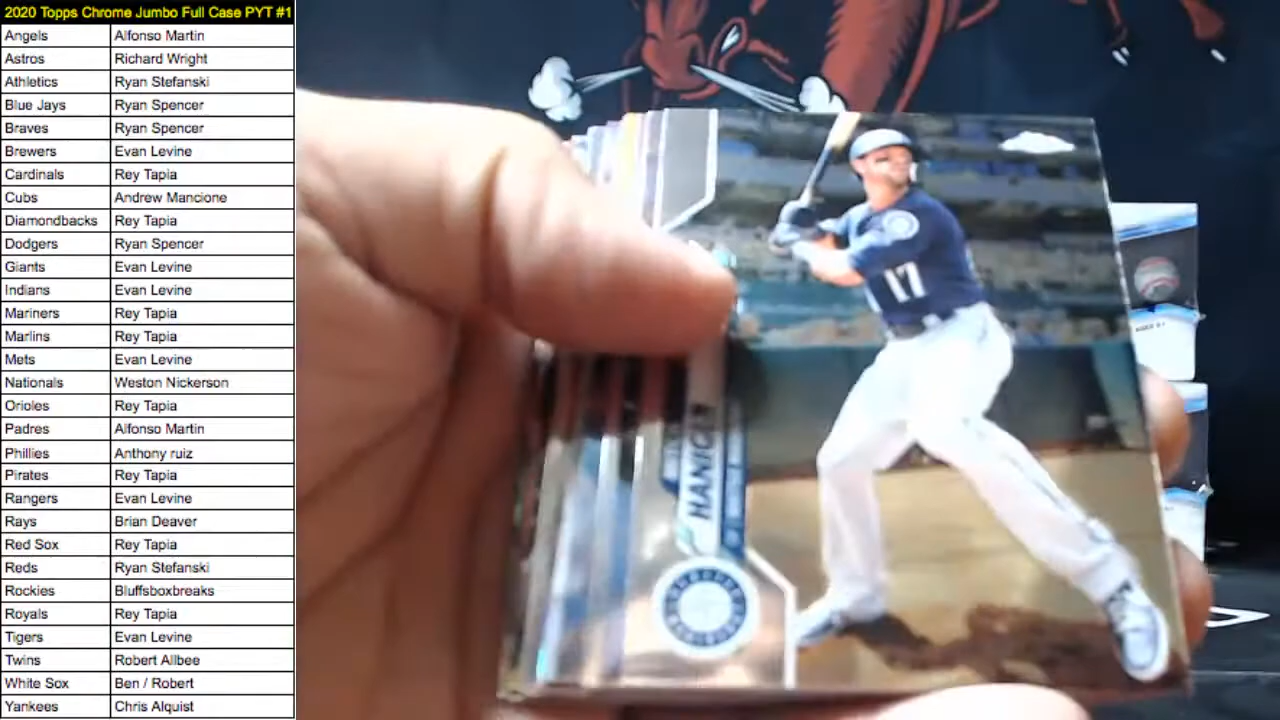 2020 Topps Chrome Jumbo Full Case PYT #1
Angels Alfonso Martin
Astros Richard Wright
Athletics Ryan Stefanski
Blue Jays Ryan Spencer
Braves Ryan Spencer
Brewers Evan Levine
Cardinals Rey Tapia
Cubs Andrew Mancione
Diamondbacks Rey Tapia
Dodgers Ryan Spencer
Giants Evan Levine
Indians Evan Levine
Mariners Rey Tapia
Marlins Rey Tapia
Mets Evan Levine
Nationals Weston Nickerson
Orioles Rey Tapia
Padres Alfonso Martin
Phillies Anthony ruiz
Pirates Rey Tapia
Rangers Evan Levine
Rays Brian Deaver
Red Sox Rey Tapia
Reds Ryan Stefanski
Rockies Bluffsboxbreaks
Royals Rey Tapia
Tigers Evan Levine
Twins Robert Allbee
White Sox Ben / Robert
Yankees Chris Alquist
17
HANIGER